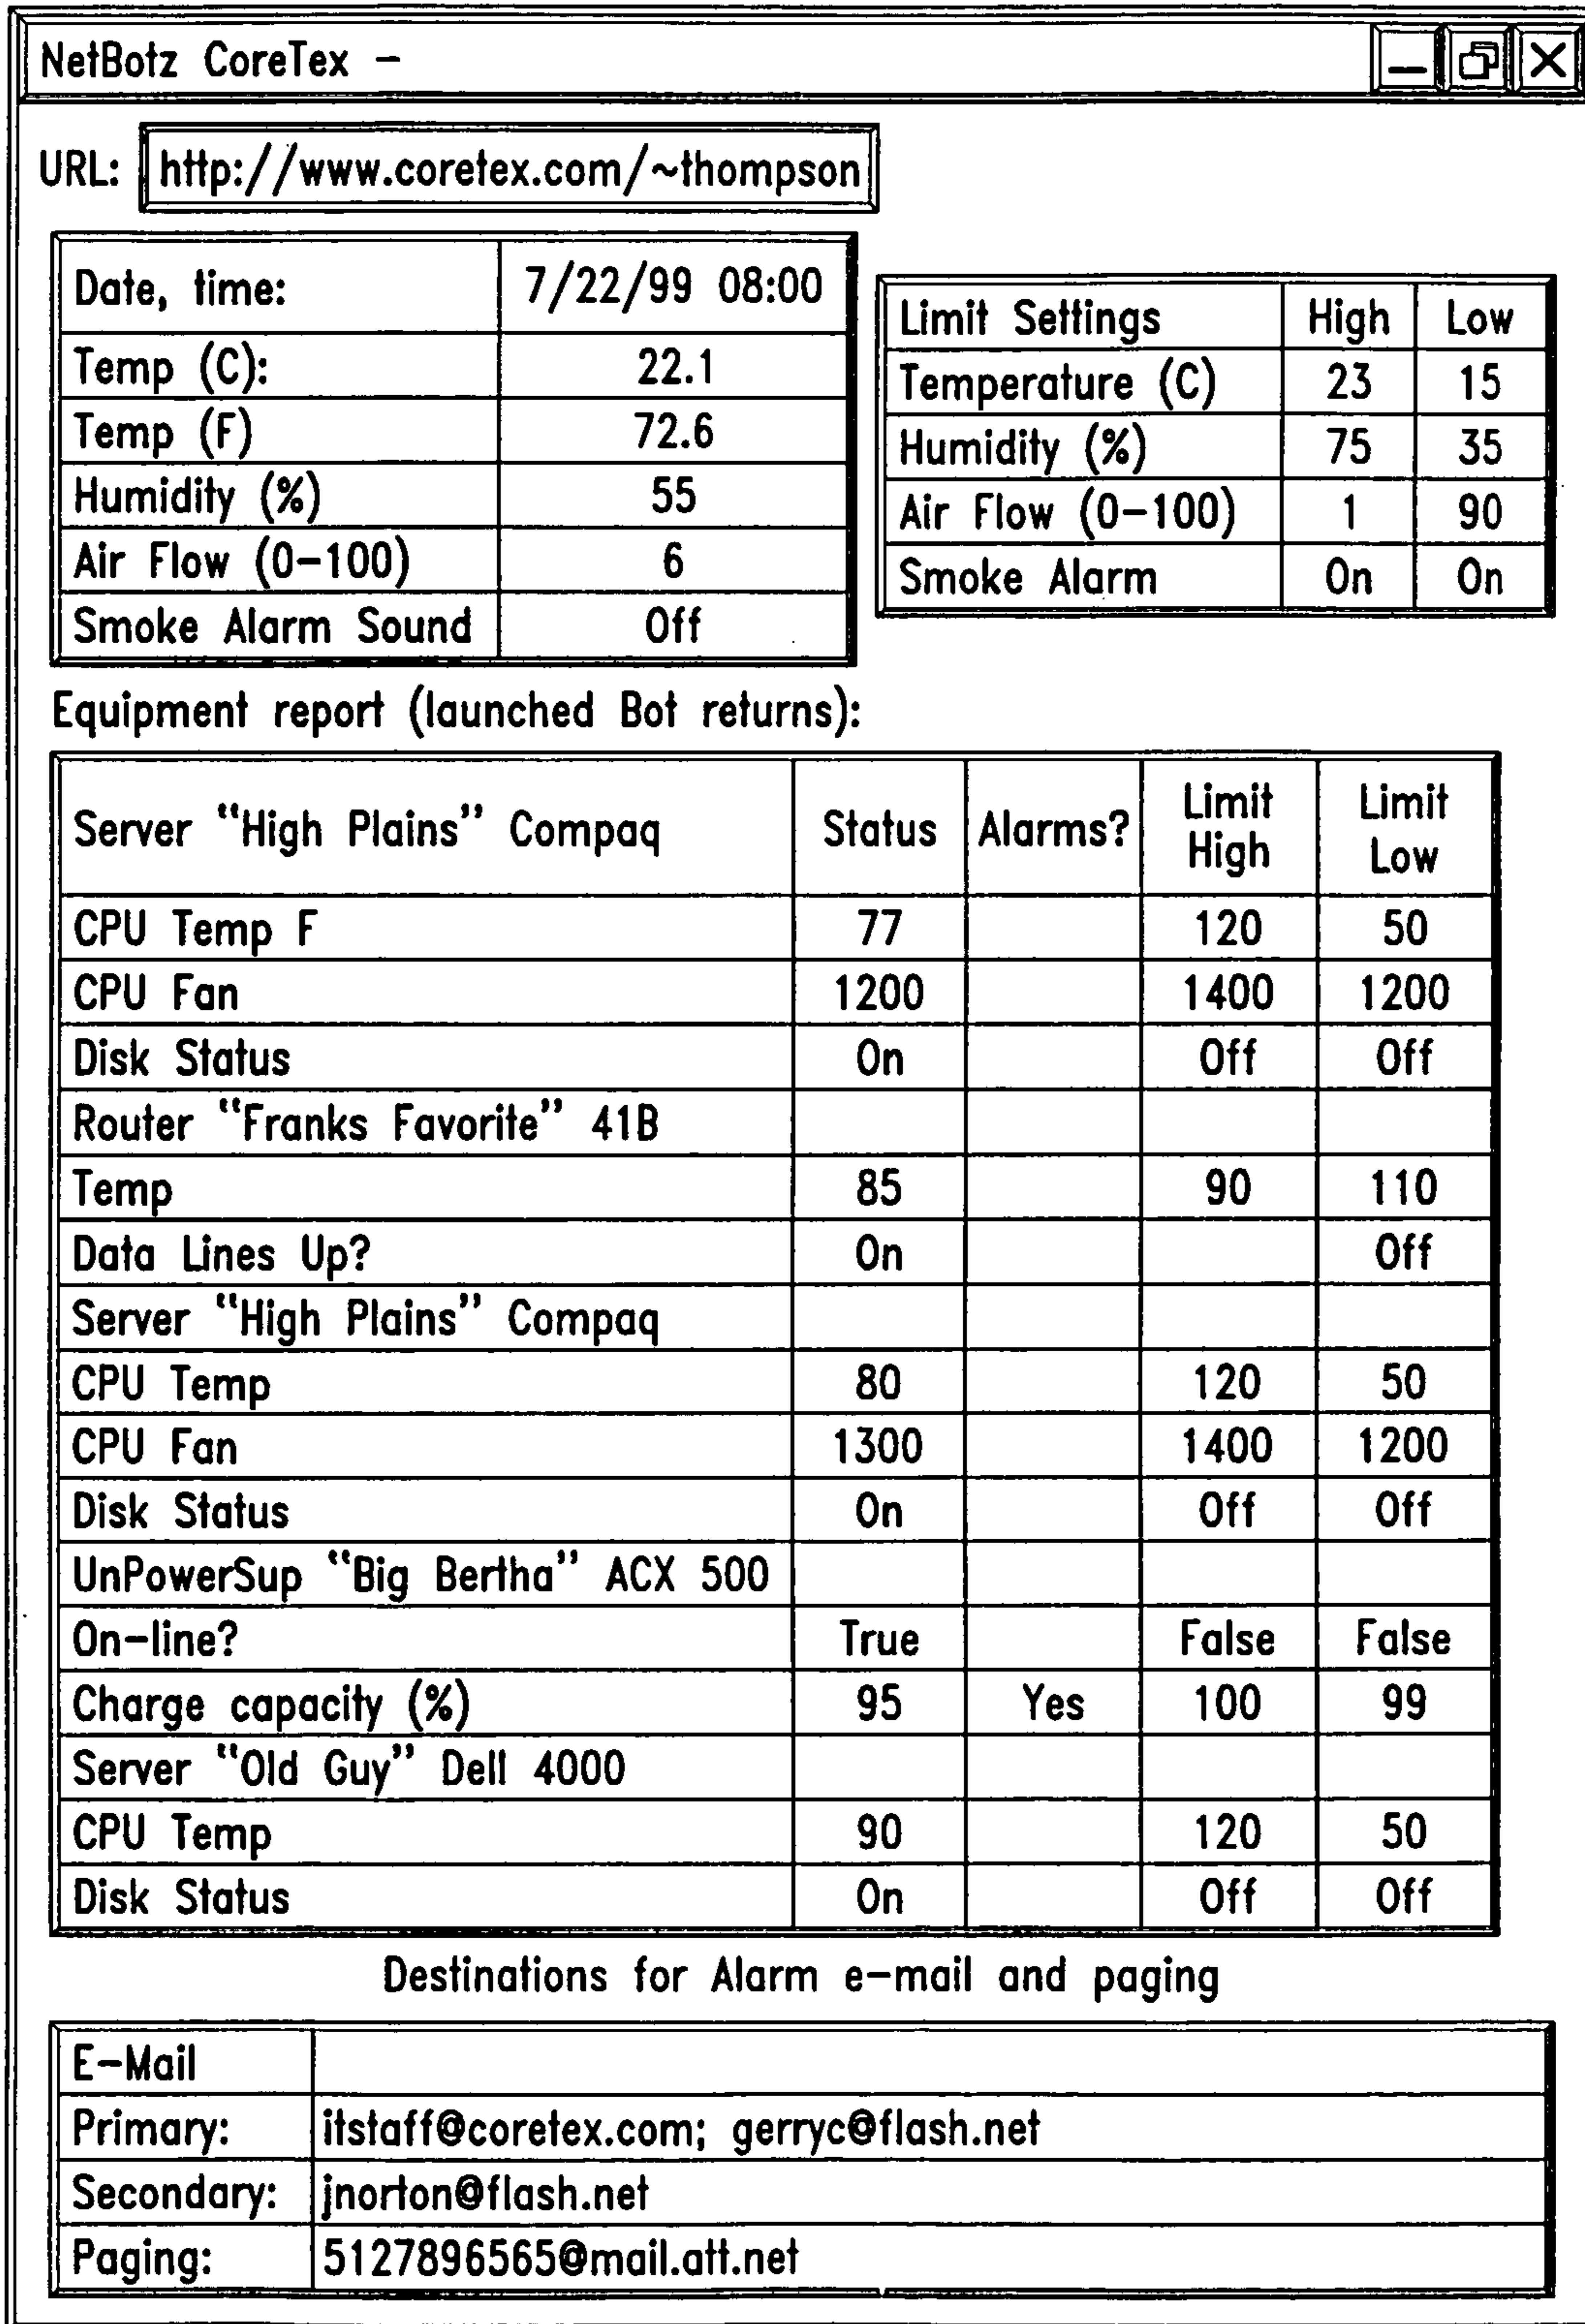 NetBotz CoreTex –
URL: http://www.coretex.com/~thompson
Date, time: 7/22/99 08:00
Temp (C): 22.1
Temp (F) 72.6
Humidity (%) 55
Air Flow (0-100) 6
Smoke Alarm Sound Off
Limit Settings High Low
Temperature (C) 23 15
Humidity (%) 75 35
Air Flow (0-100) 1 90
Smoke Alarm On On
Equipment report (launched Bot returns):
Server "High Plains" Compaq Status Alarms? Limit High Limit Low
CPU Temp F 77 120 50
CPU Fan 1200 1400 1200
Disk Status On Off Off
Router "Franks Favorite" 41B
Temp 85 90 110
Data Lines Up? On Off
Server "High Plains" Compaq
CPU Temp 80 120 50
CPU Fan 1300 1400 1200
Disk Status On Off Off
UnPowerSup "Big Bertha" ACX 500
On-line? True False False
Charge capacity (%) 95 Yes 100 99
Server "Old Guy" Dell 4000
CPU Temp 90 120 50
Disk Status On Off Off
Destinations for Alarm e-mail and paging
E-Mail
Primary: itstaff@coretex.com; gerryc@flash.net
Secondary: jnorton@flash.net
Paging: 5127896565@mail.att.net